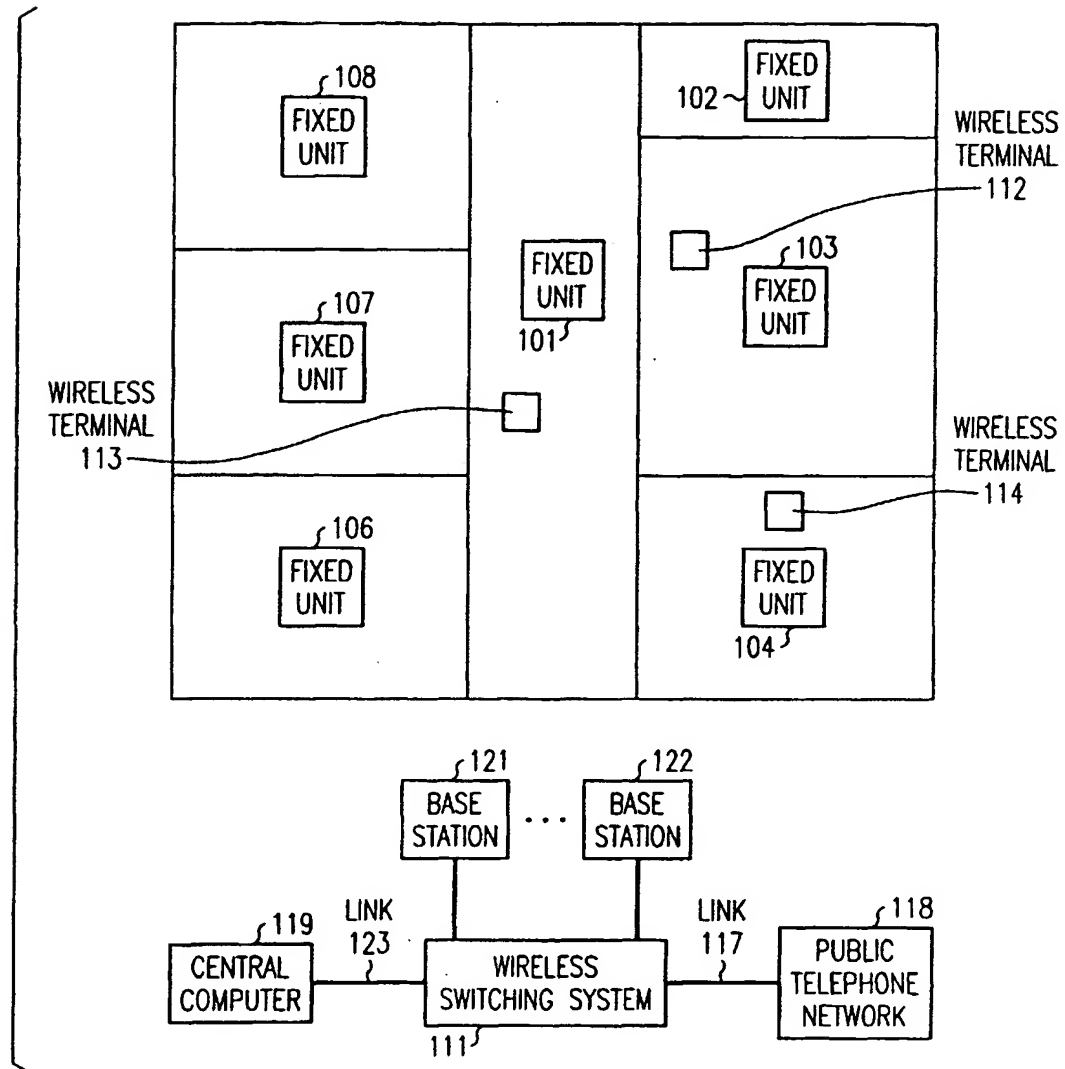 108
FIXED
UNIT
102
FIXED
UNIT
WIRELESS
TERMINAL
112
FIXED
UNIT
101
103
FIXED
UNIT
107
FIXED
UNIT
WIRELESS
TERMINAL
113
WIRELESS
TERMINAL
114
106
FIXED
UNIT
FIXED
UNIT
104
121
BASE
STATION
...
122
BASE
STATION
119
CENTRAL
COMPUTER
LINK
123
WIRELESS
SWITCHING SYSTEM
111
LINK
117
118
PUBLIC
TELEPHONE
NETWORK